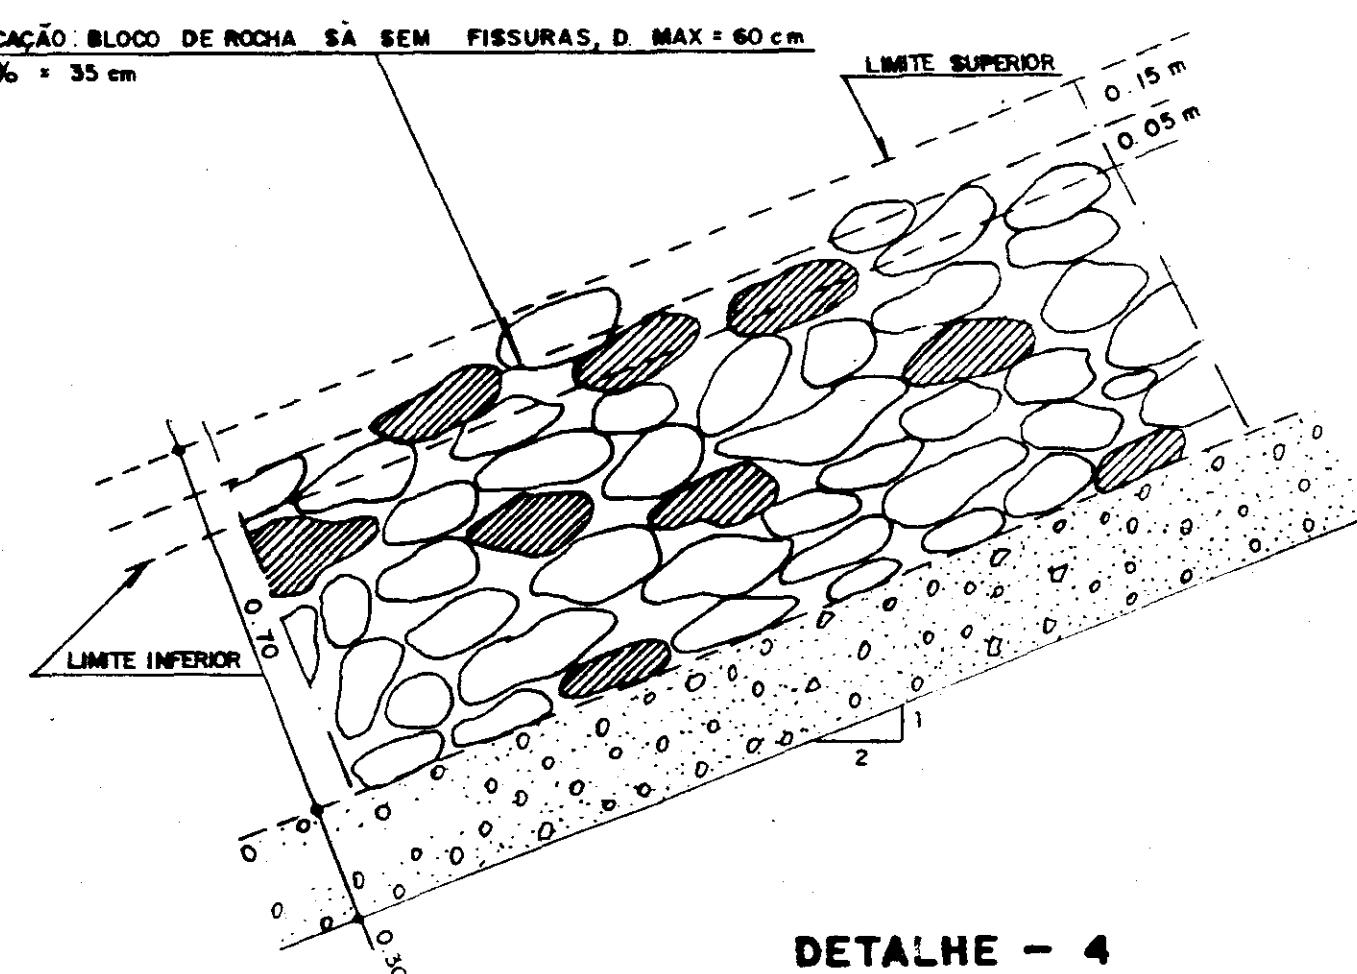 CAÇÃO: BLOCO DE ROCHA SÃ SEM FISSURAS, D. MAX = 60 cm
% = 35 cm
LIMITE SUPERIOR
0.15 m
0.05 m
0.70
LIMITE INFERIOR
1
2
0.30
DETALHE - 4